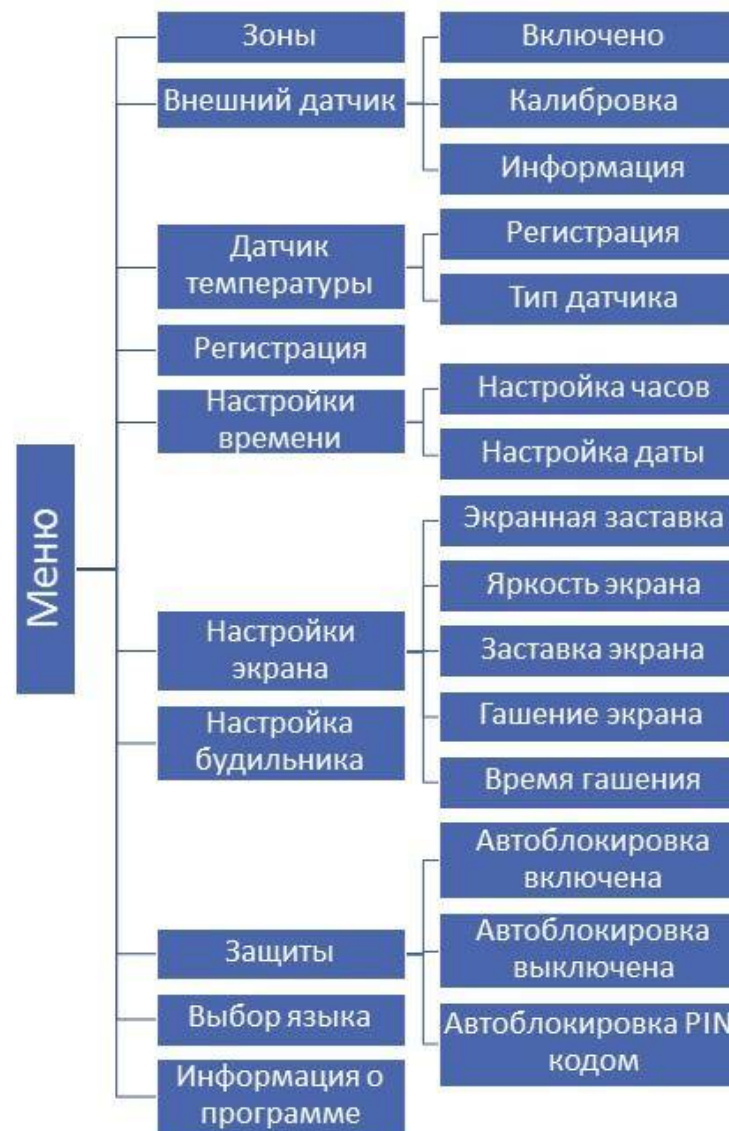 Меню
Зоны
Внешний датчик
Включено
Калибровка
Информация
Датчик
температуры
Регистрация
Тип датчика
Регистрация
Настройки
времени
Настройка часов
Настройка даты
Настройки
экрана
Экранная заставка
Яркость экрана
Заставка экрана
Гашение экрана
Время гашения
Настройка
будильника
Защиты
Автоблокировка
включена
Автоблокировка
выключена
Автоблокировка PIN
кодом
Выбор языка
Информация о
программе